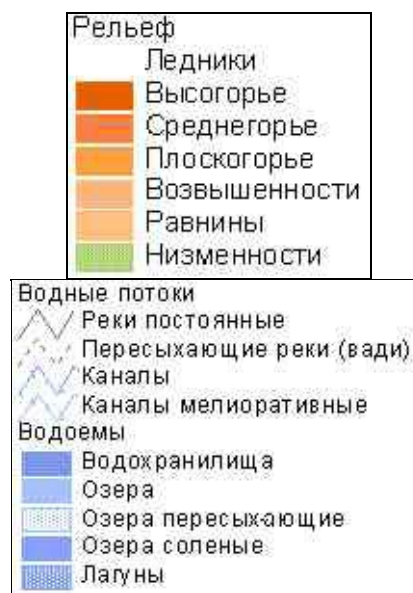 Рельеф
Ледники
Высогорье
Среднегорье
Плоскогорье
Возвышенности
Равнины
Низменности
Водные потоки
Реки постоянные
Пересыхающие реки (вади)
Каналы
Каналы мелиоративные
Водоемы
Водохранилища
Озера
Озера пересыхающие
Озера соленые
Лагуны